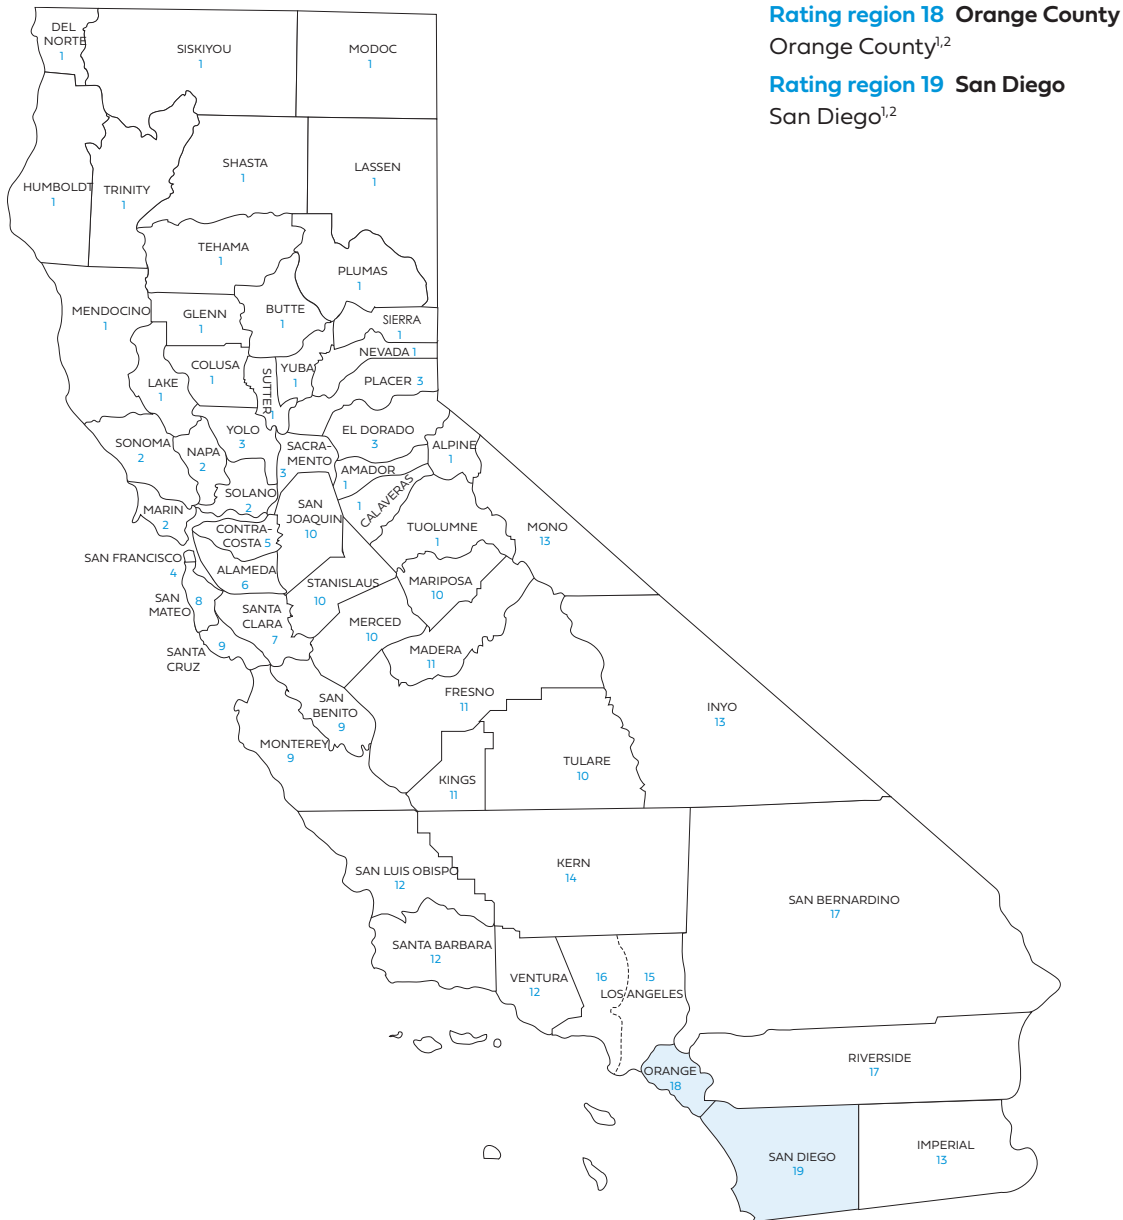 Rating region 18 Orange County
Orange County1,2
Rating region 19 San Diego
San Diego1,2
DEL
NORTE
1
SISKIYOU
1
MODOC
1
HUMBOLDT
1
TRINITY
1
SHASTA
1
LASSEN
1
TEHAMA
1
PLUMAS
1
MENDOCINO
1
GLENN
1
BUTTE
1
SIERRA
1
NEVADA 1
COLUSA
1
SUTTER
1
YUBA
1
PLACER 3
LAKE
1
SONOMA
2
NAPA
2
YOLO
3
SACRA-
MENTO
3
EL DORADO
3
ALPINE
1
AMADOR
1
CALAVERAS
1
SOLANO
2
MARIN
2
SAN
JOAQUIN
10
CONTRA-
COSTA 5
TUOLUMNE
1
MONO
13
SAN FRANCISCO
4
ALAMEDA
6
STANISLAUS
10
MARIPOSA
10
SAN
MATEO
8
SANTA
CLARA
7
MERCED
10
SANTA
CRUZ
9
MADERA
11
SAN
BENITO
9
FRESNO
11
INYO
13
MONTEREY
9
KINGS
11
TULARE
10
SAN LUIS OBISPO
12
KERN
14
SAN BERNARDINO
17
SANTA BARBARA
12
VENTURA
12
16
15
LOS ANGELES
ORANGE
18
RIVERSIDE
17
SAN DIEGO
19
IMPERIAL
13